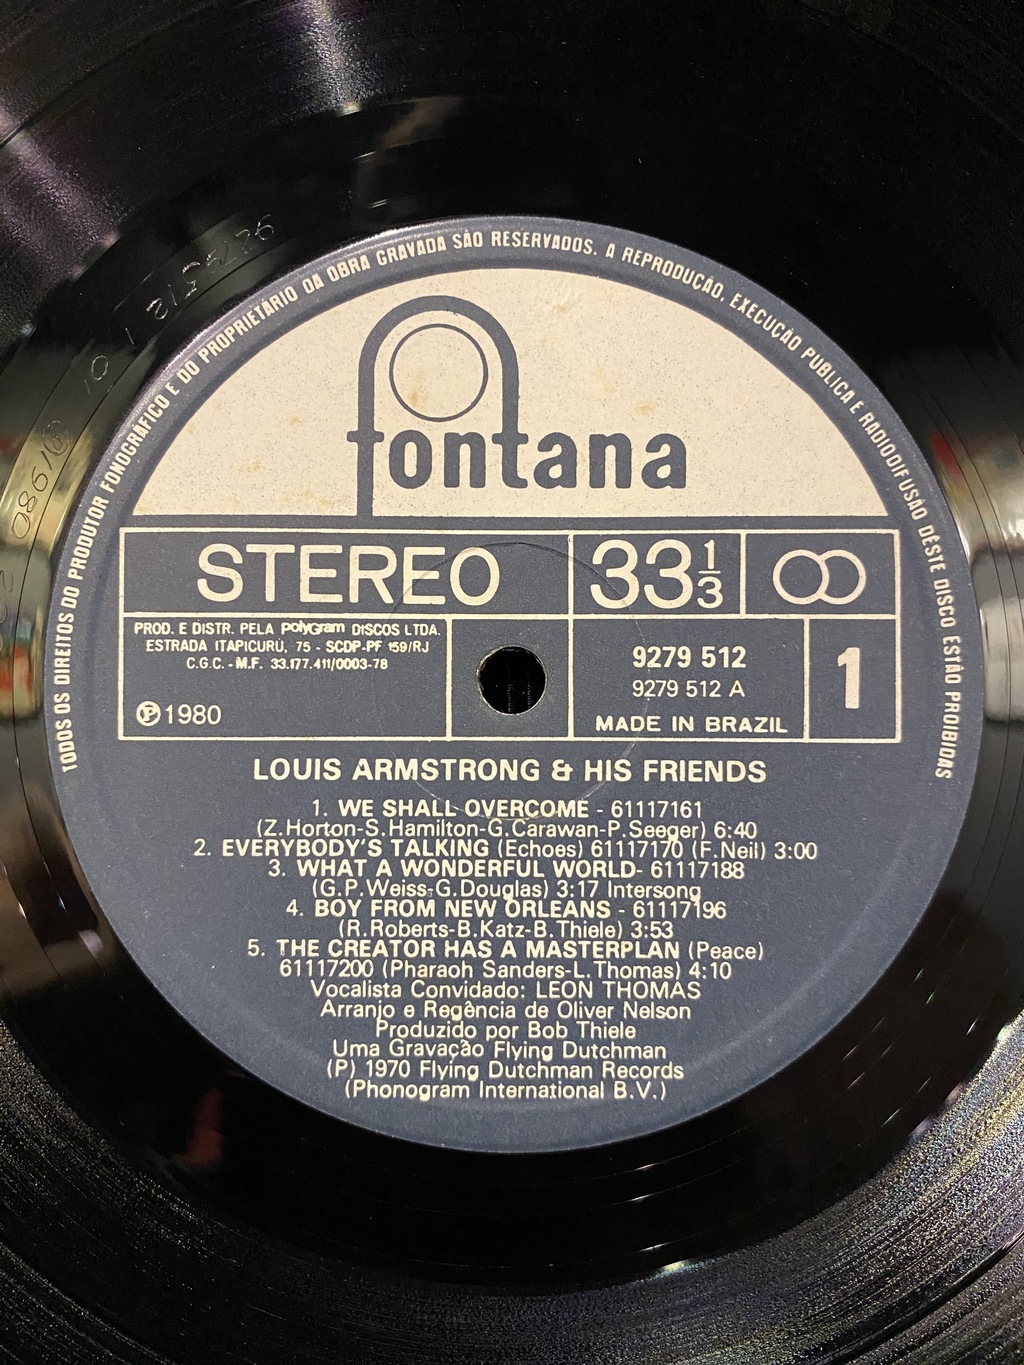 TODOS OS DIREITOS DO PRODUTOR FONOGRÁFICO E DO PROPRIETÁRIO DA OBRA GRAVADA SÃO RESERVADOS. A REPRODUÇÃO, EXECUÇÃO PUBLICA E RADIODIFUSÃO DÊSTE DISCO ESTÃO PROIBIDAS
fontana
STEREO
33 1/3
PROD. E DISTR. PELA PolyGram DISCOS LTDA.
ESTRADA ITAPICURU, 75 - SCDP-PF 159/RJ
C.G.C. - M.F. 33.177.411/0003-78
Ⓟ 1980
9279 512
9279 512 A
MADE IN BRAZIL
1
LOUIS ARMSTRONG & HIS FRIENDS
1. WE SHALL OVERCOME - 61117161
(Z.Horton-S.Hamilton-G.Carawan-P.Seeger) 6:40
2. EVERYBODY'S TALKING (Echoes) 61117170 (F.Neil) 3:00
3. WHAT A WONDERFUL WORLD- 61117188
(G.P.Weiss-G.Douglas) 3:17 Intersong
4. BOY FROM NEW ORLEANS - 61117196
(R.Roberts-B.Katz-B.Thiele) 3:53
5. THE CREATOR HAS A MASTERPLAN (Peace)
61117200 (Pharaoh Sanders-L.Thomas) 4:10
Vocalista Convidado: LEON THOMAS
Arranjo e Regência de Oliver Nelson
Produzido por Bob Thiele
Uma Gravação Flying Dutchman
(P) 1970 Flying Dutchman Records
(Phonogram International B.V.)